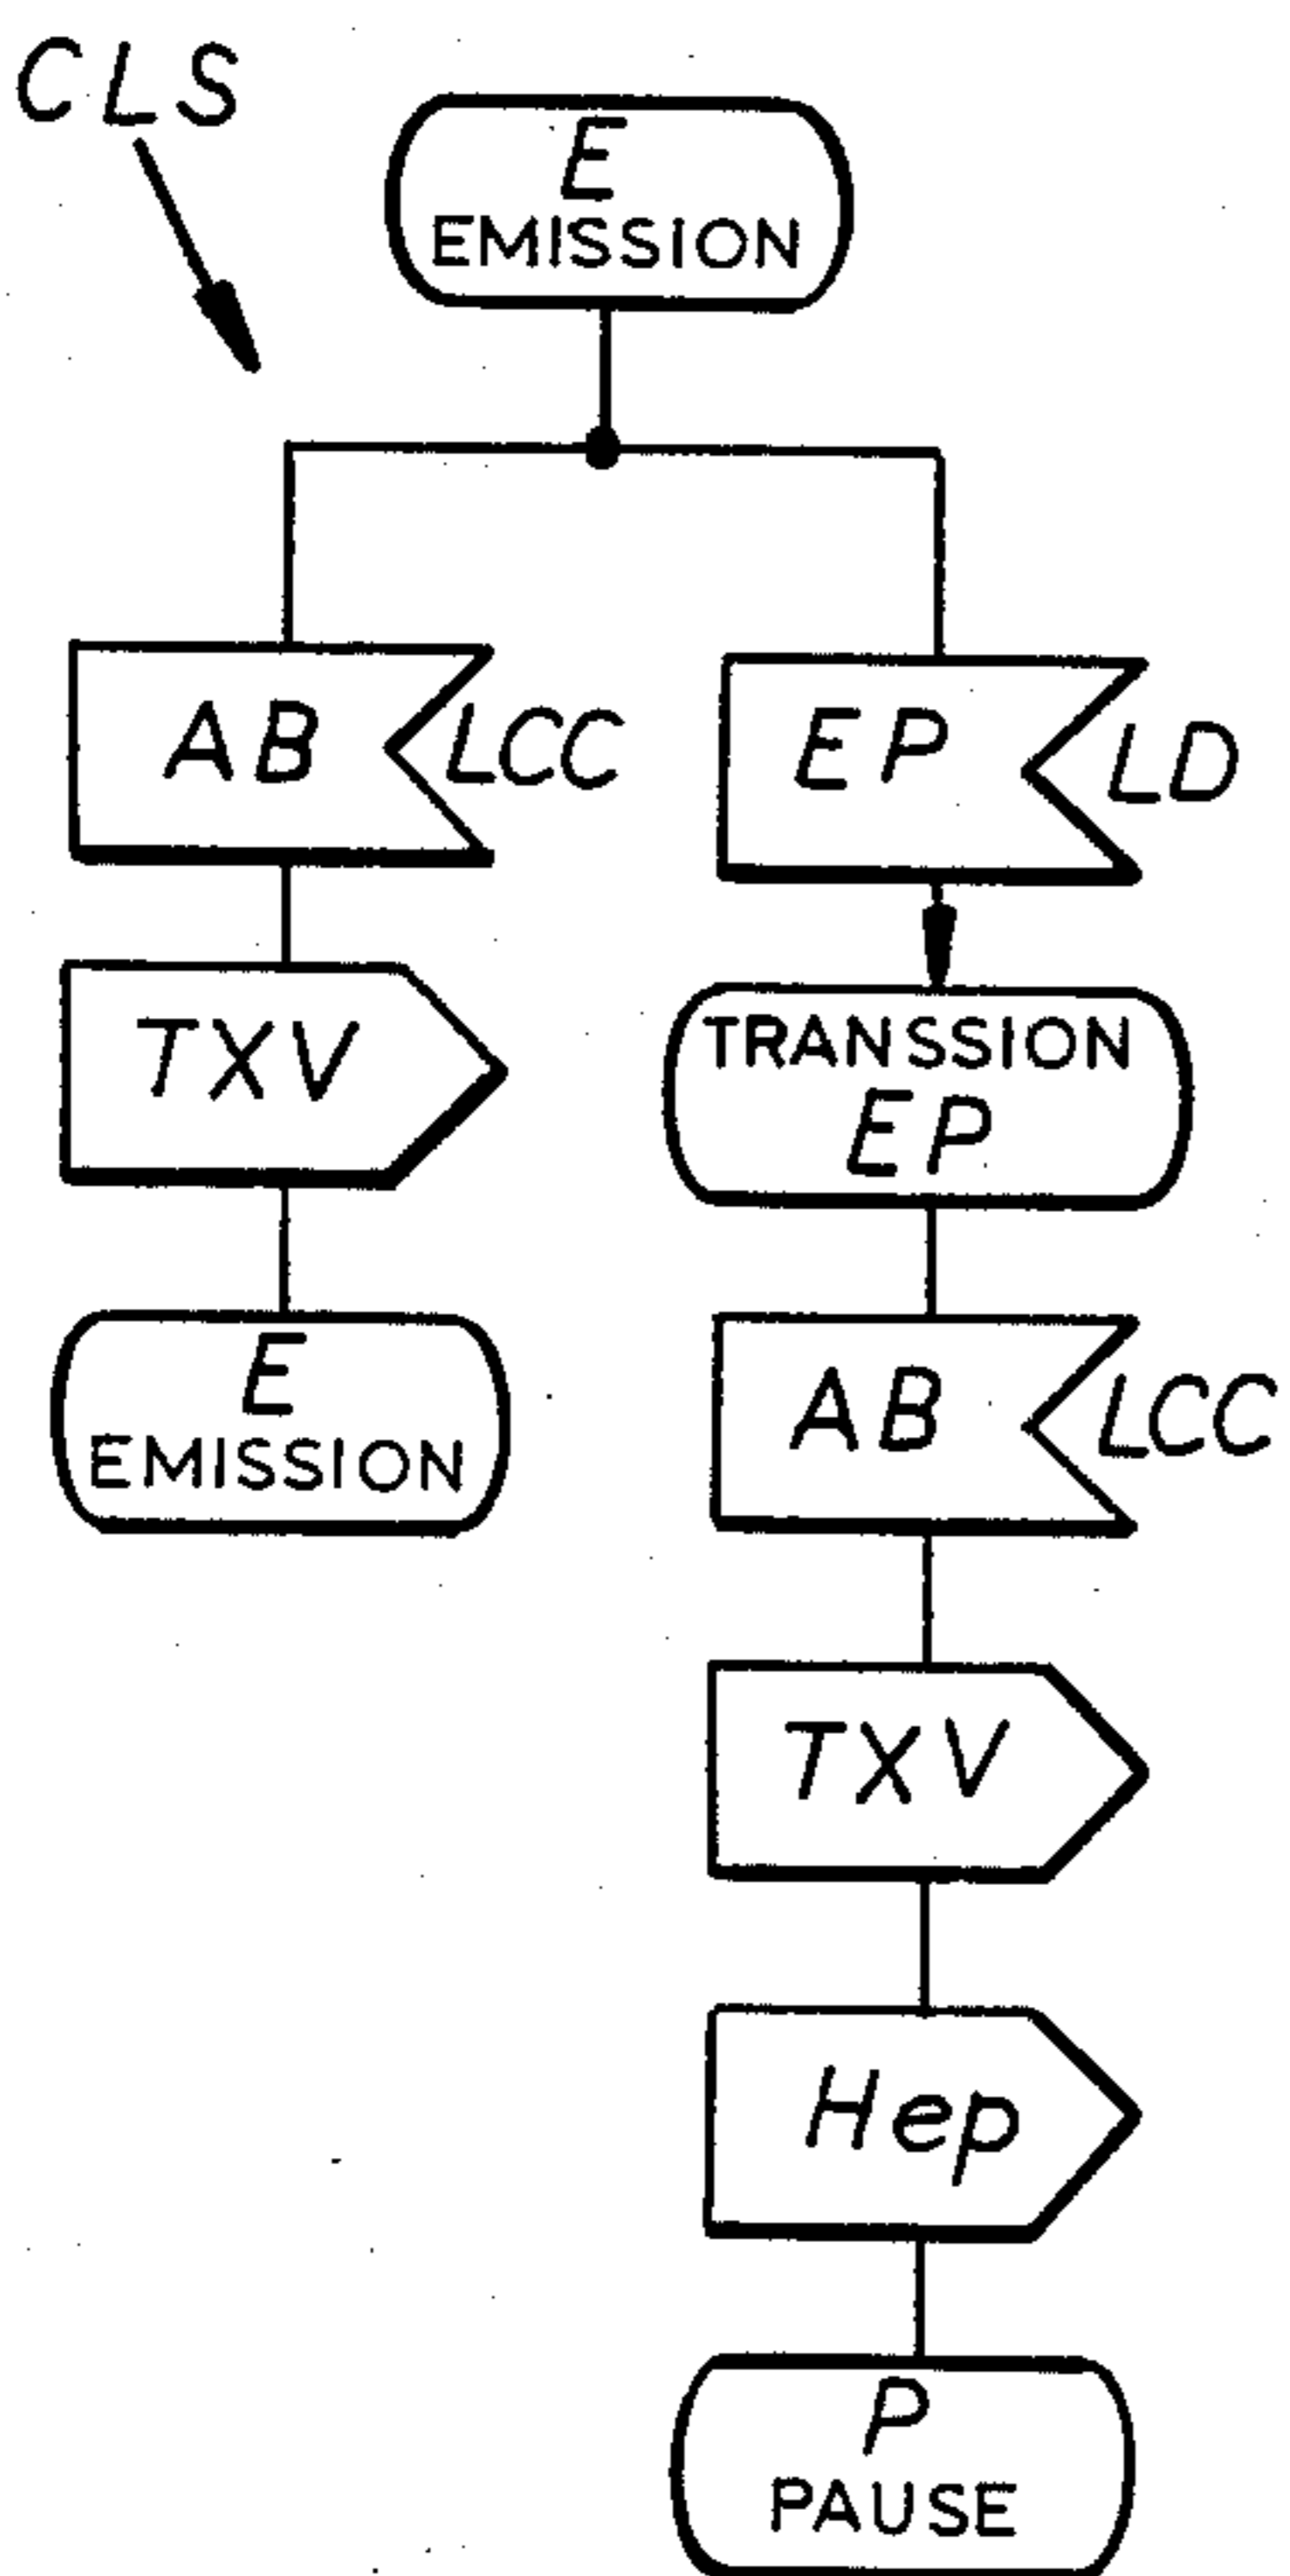 CLS
E
EMISSION
AB
LCC
EP
LD
TXV
TRANSSION
EP
E
EMISSION
AB
LCC
TXV
Hep
P
PAUSE